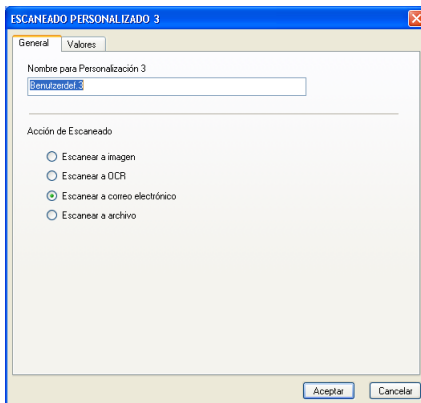 ESCANEADO PERSONALIZADO 3
General Valores
Nombre para Personalización 3
Benutzerdef.3
Acción de Escaneado
Escanear a imagen
Escanear a OCR
Escanear a correo electrónico
Escanear a archivo
Aceptar Cancelar